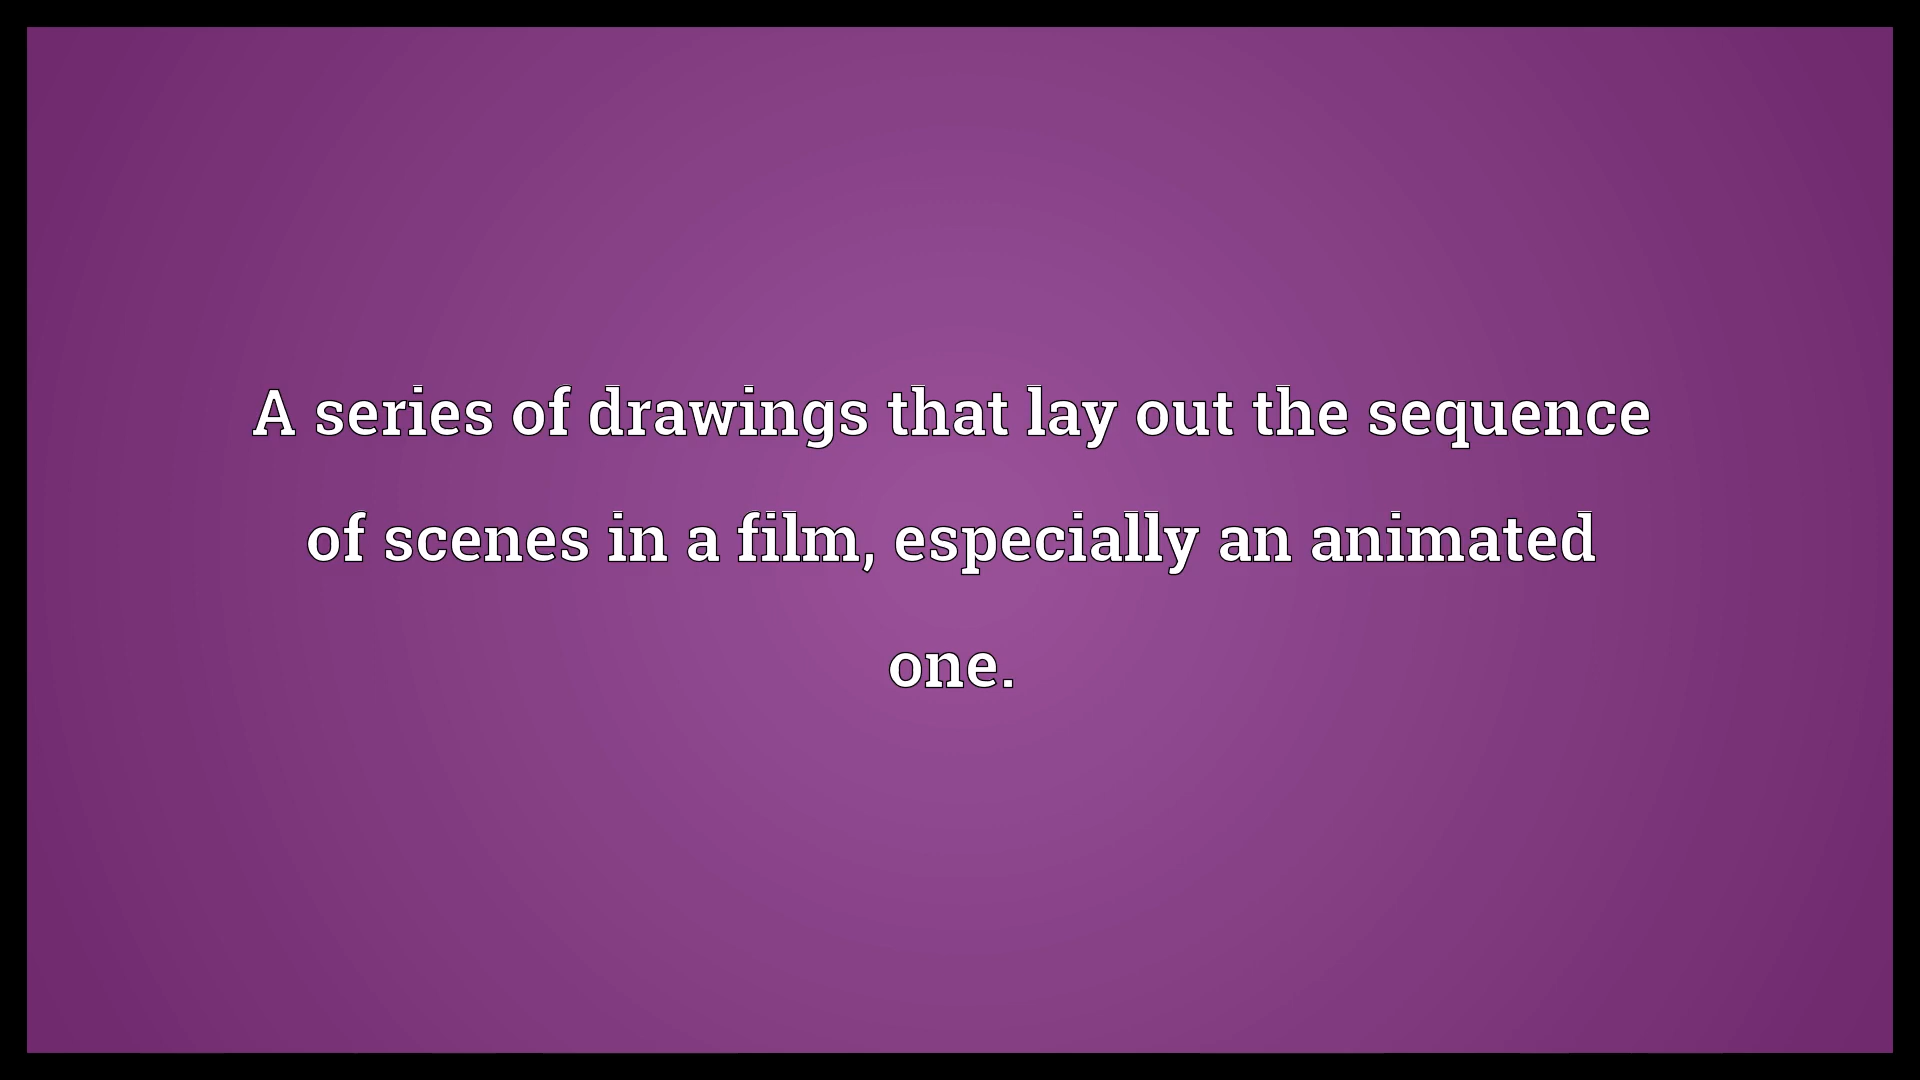 A series of drawings that lay out the sequence
of scenes in a film, especially an animated
one.